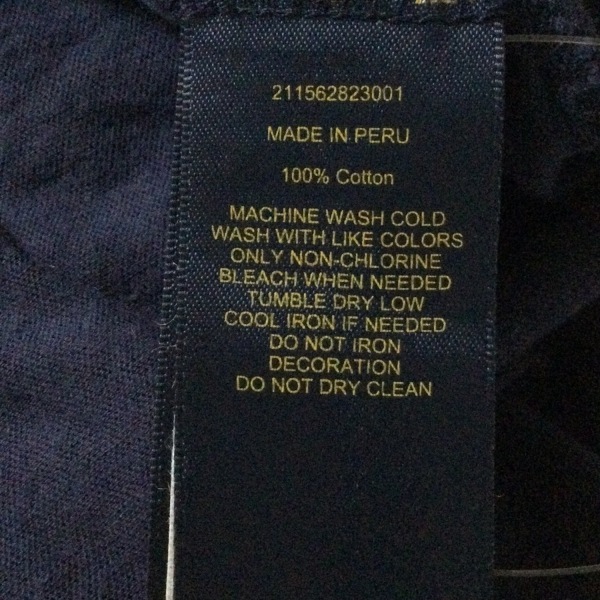 211562823001
MADE IN PERU
100% Cotton
MACHINE WASH COLD
WASH WITH LIKE COLORS
ONLY NON-CHLORINE
BLEACH WHEN NEEDED
TUMBLE DRY LOW
COOL IRON IF NEEDED
DO NOT IRON
DECORATION
DO NOT DRY CLEAN